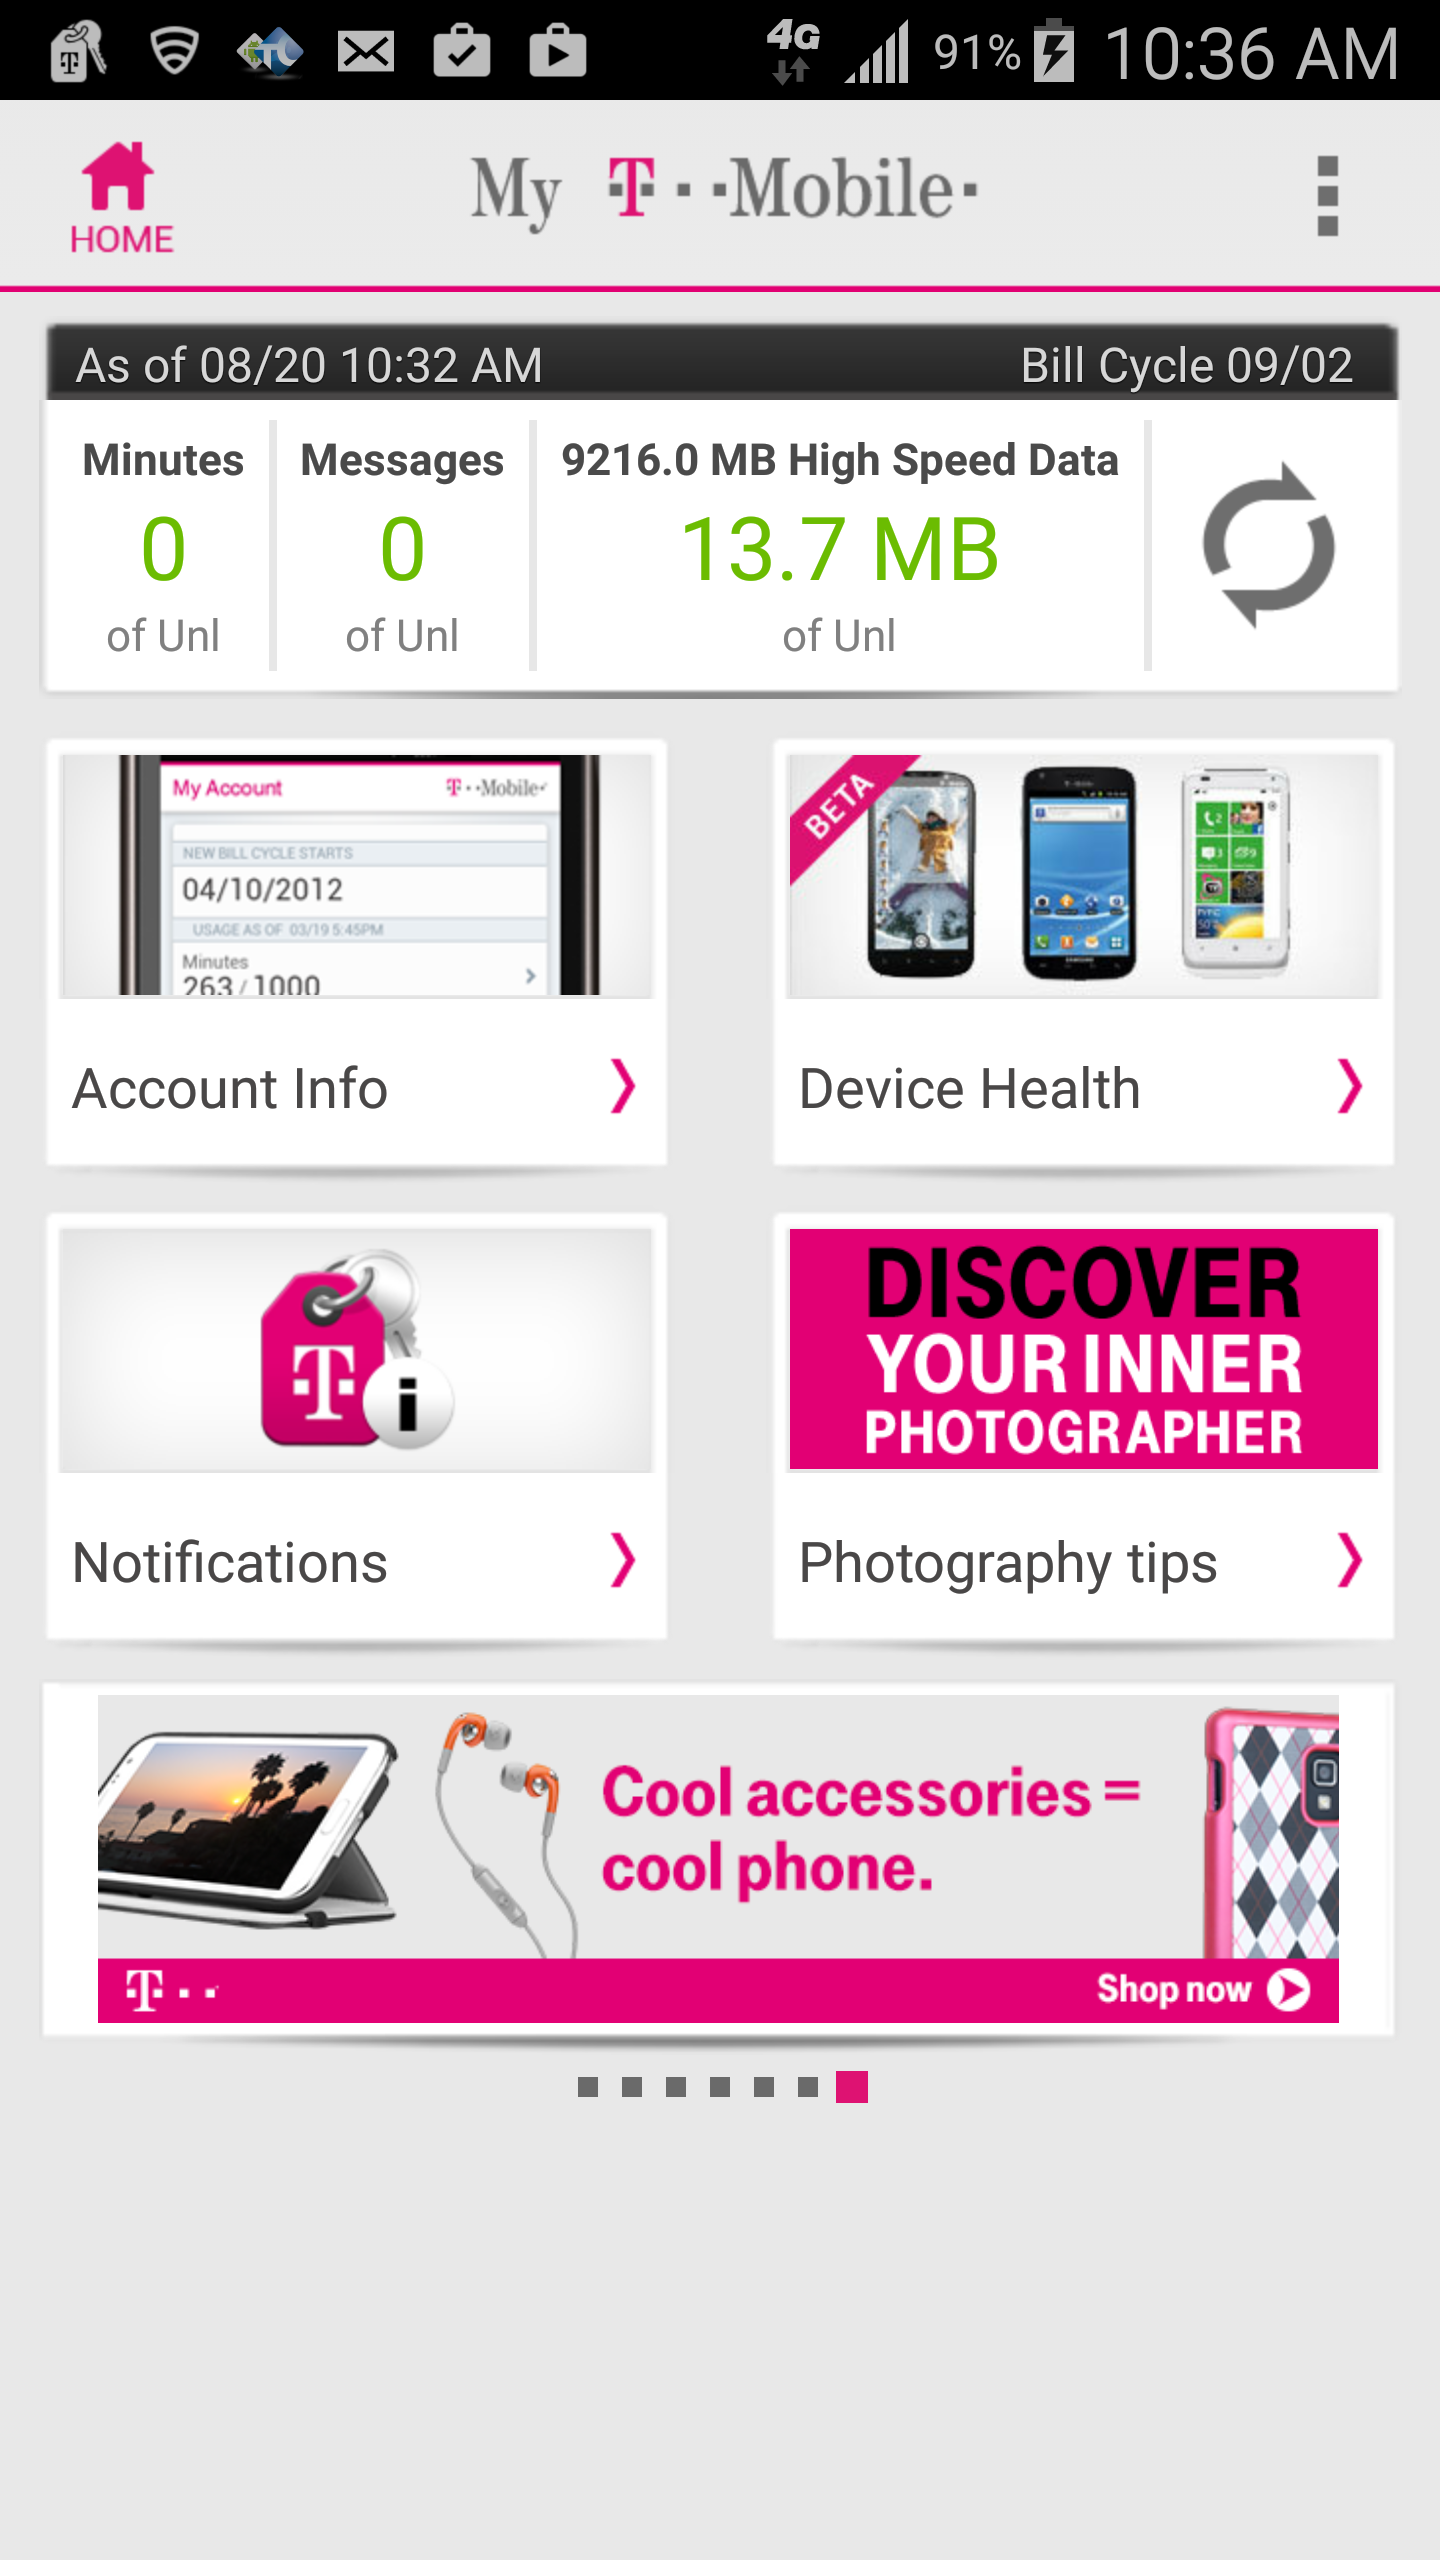 4G 91% 10:36 AM
HOME
My T··Mobile·
As of 08/20 10:32 AM Bill Cycle 09/02
Minutes Messages 9216.0 MB High Speed Data
0 0 13.7 MB
of Unl of Unl of Unl
My Account T··Mobile
NEW BILL CYCLE STARTS
04/10/2012
USAGE AS OF 03/19 5:45PM
Minutes
263 / 1000
Account Info
BETA
Device Health
T i
Notifications
DISCOVER
YOUR INNER
PHOTOGRAPHER
Photography tips
Cool accessories =
cool phone.
T·· Shop now